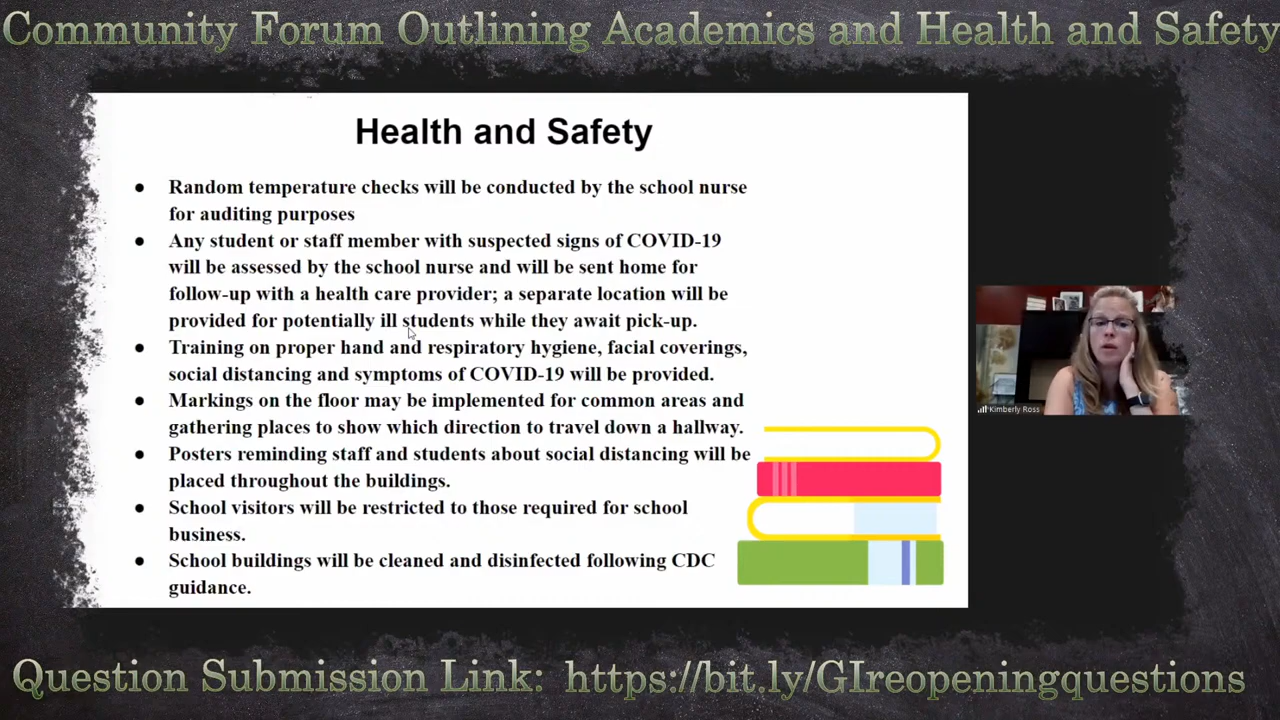 Community Forum Outlining Academics and Health and Safety
Health and Safety
● Random temperature checks will be conducted by the school nurse
for auditing purposes
● Any student or staff member with suspected signs of COVID-19
will be assessed by the school nurse and will be sent home for
follow-up with a health care provider; a separate location will be
provided for potentially ill students while they await pick-up.
● Training on proper hand and respiratory hygiene, facial coverings,
social distancing and symptoms of COVID-19 will be provided.
● Markings on the floor may be implemented for common areas and
gathering places to show which direction to travel down a hallway.
● Posters reminding staff and students about social distancing will be
placed throughout the buildings.
● School visitors will be restricted to those required for school
business.
● School buildings will be cleaned and disinfected following CDC
guidance.
Kimberly Ross
Question Submission Link: https://bit.ly/GIreopeningquestions